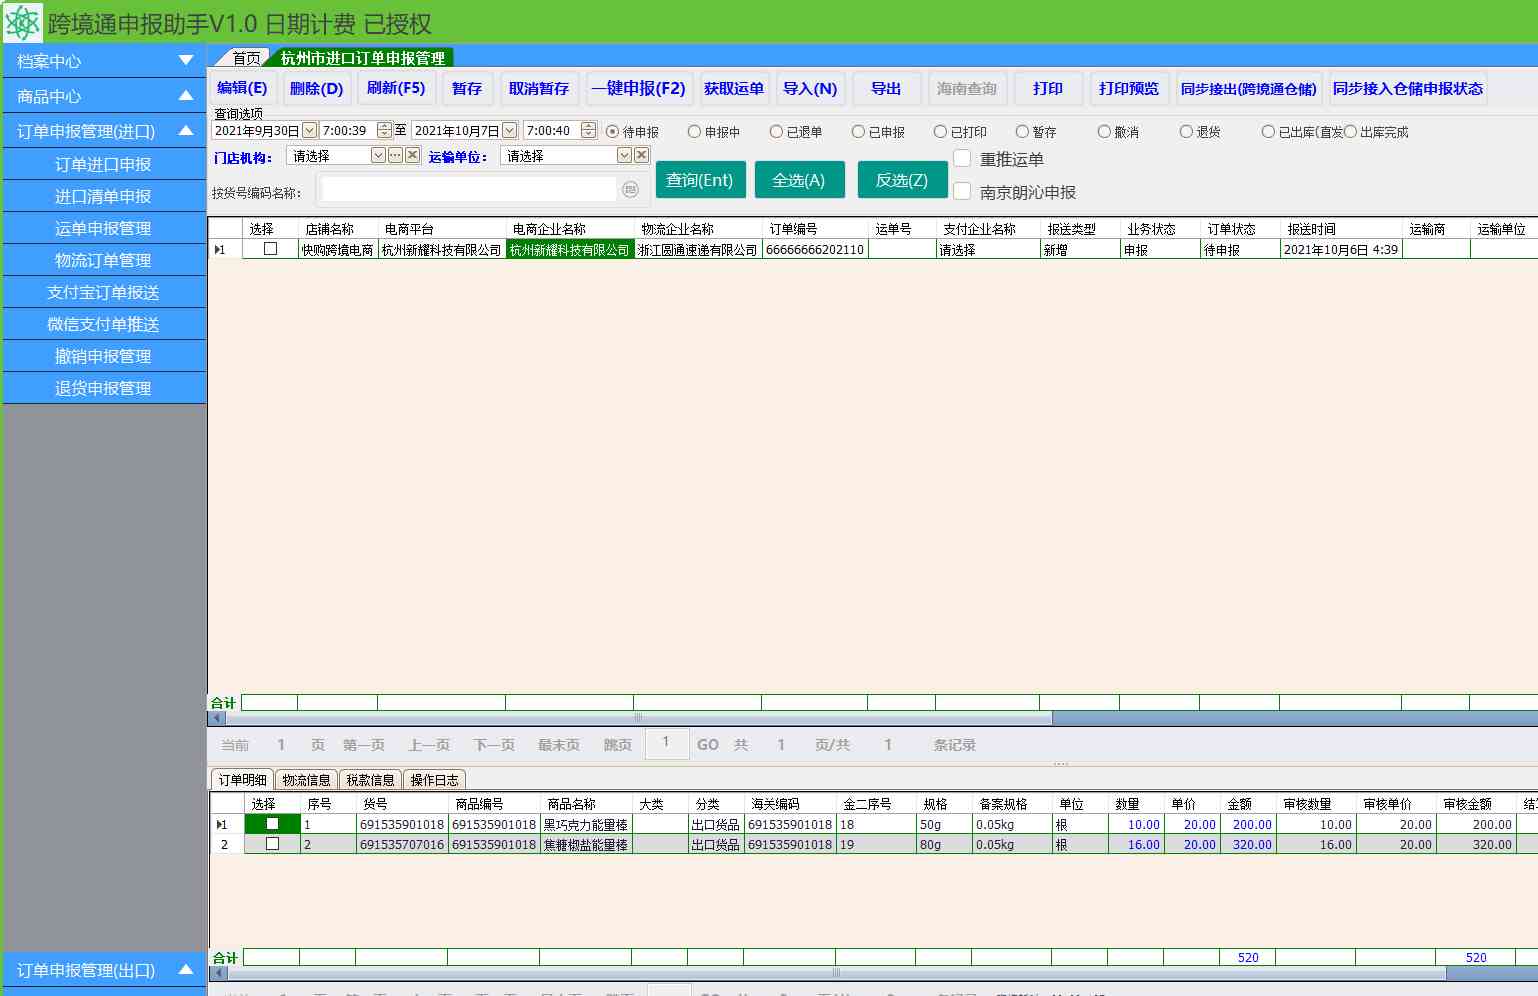 跨境通申报助手V1.0 日期计费 已授权
档案中心
商品中心
订单申报管理(进口)
订单进口申报
进口清单申报
运单申报管理
物流订单管理
支付宝订单报送
微信支付单推送
撤销申报管理
退货申报管理
订单申报管理(出口)
首页 杭州市进口订单申报管理
编辑(E) 删除(D) 刷新(F5) 暂存 取消暂存 一键申报(F2) 获取运单 导入(N) 导出 海南查询 打印 打印预览 同步接出(跨境通仓储) 同步接入仓储申报状态
查询选项
2021年9月30日 7:00:39 至 2021年10月7日 7:00:40 待申报 申报中 已退单 已申报 已打印 暂存 撤消 退货 已出库(直发 出库完成
门店机构: 请选择 运输单位: 请选择
查询(Ent) 全选(A) 反选(Z) 重推运单
按货号编码名称: 南京朗沁申报
选择 店铺名称 电商平台 电商企业名称 物流企业名称 订单编号 运单号 支付企业名称 报送类型 业务状态 订单状态 报送时间 运输商 运输单位
1 快购跨境电商 杭州新耀科技有限公司 杭州新耀科技有限公司 浙江圆通速递有限公司 66666666202110 请选择 新增 申报 待申报 2021年10月6日 4:39
合计
当前 1 页 第一页 上一页 下一页 最末页 跳页 1 GO 共 1 页/共 1 条记录
订单明细 物流信息 税款信息 操作日志
选择 序号 货号 商品编号 商品名称 大类 分类 海关编码 金二序号 规格 备案规格 单位 数量 单价 金额 审核数量 审核单价 审核金额
1 1 691535901018 691535901018 黑巧克力能量棒 出口货品 691535901018 18 50g 0.05kg 根 10.00 20.00 200.00 10.00 20.00 200.00
2 2 691535707016 691535901018 焦糖椒盐能量棒 出口货品 691535901018 19 80g 0.05kg 根 16.00 20.00 320.00 16.00 20.00 320.00
合计 520 520